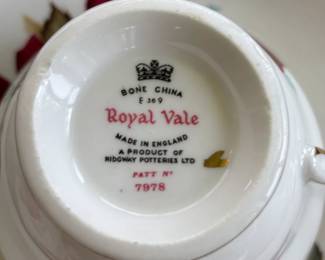 BONE CHINA
E 369
Royal Vale
MADE IN ENGLAND
A PRODUCT OF
RIDGWAY POTTERIES LTD
PATT Nº
7978